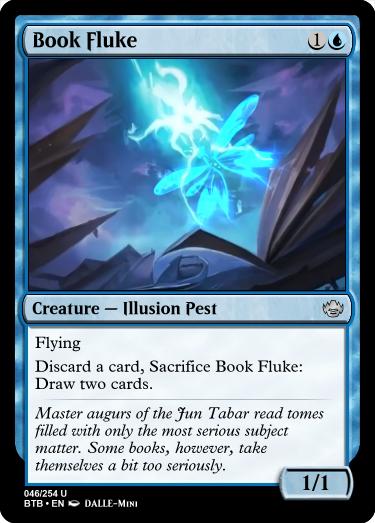 Book Fluke 1
Creature — Illusion Pest
Flying
Discard a card, Sacrifice Book Fluke:
Draw two cards.
Master augurs of the Jun Tabar read tomes
filled with only the most serious subject
matter. Some books, however, take
themselves a bit too seriously.
1/1
046/254 U
BTB • EN DALLE-Mini